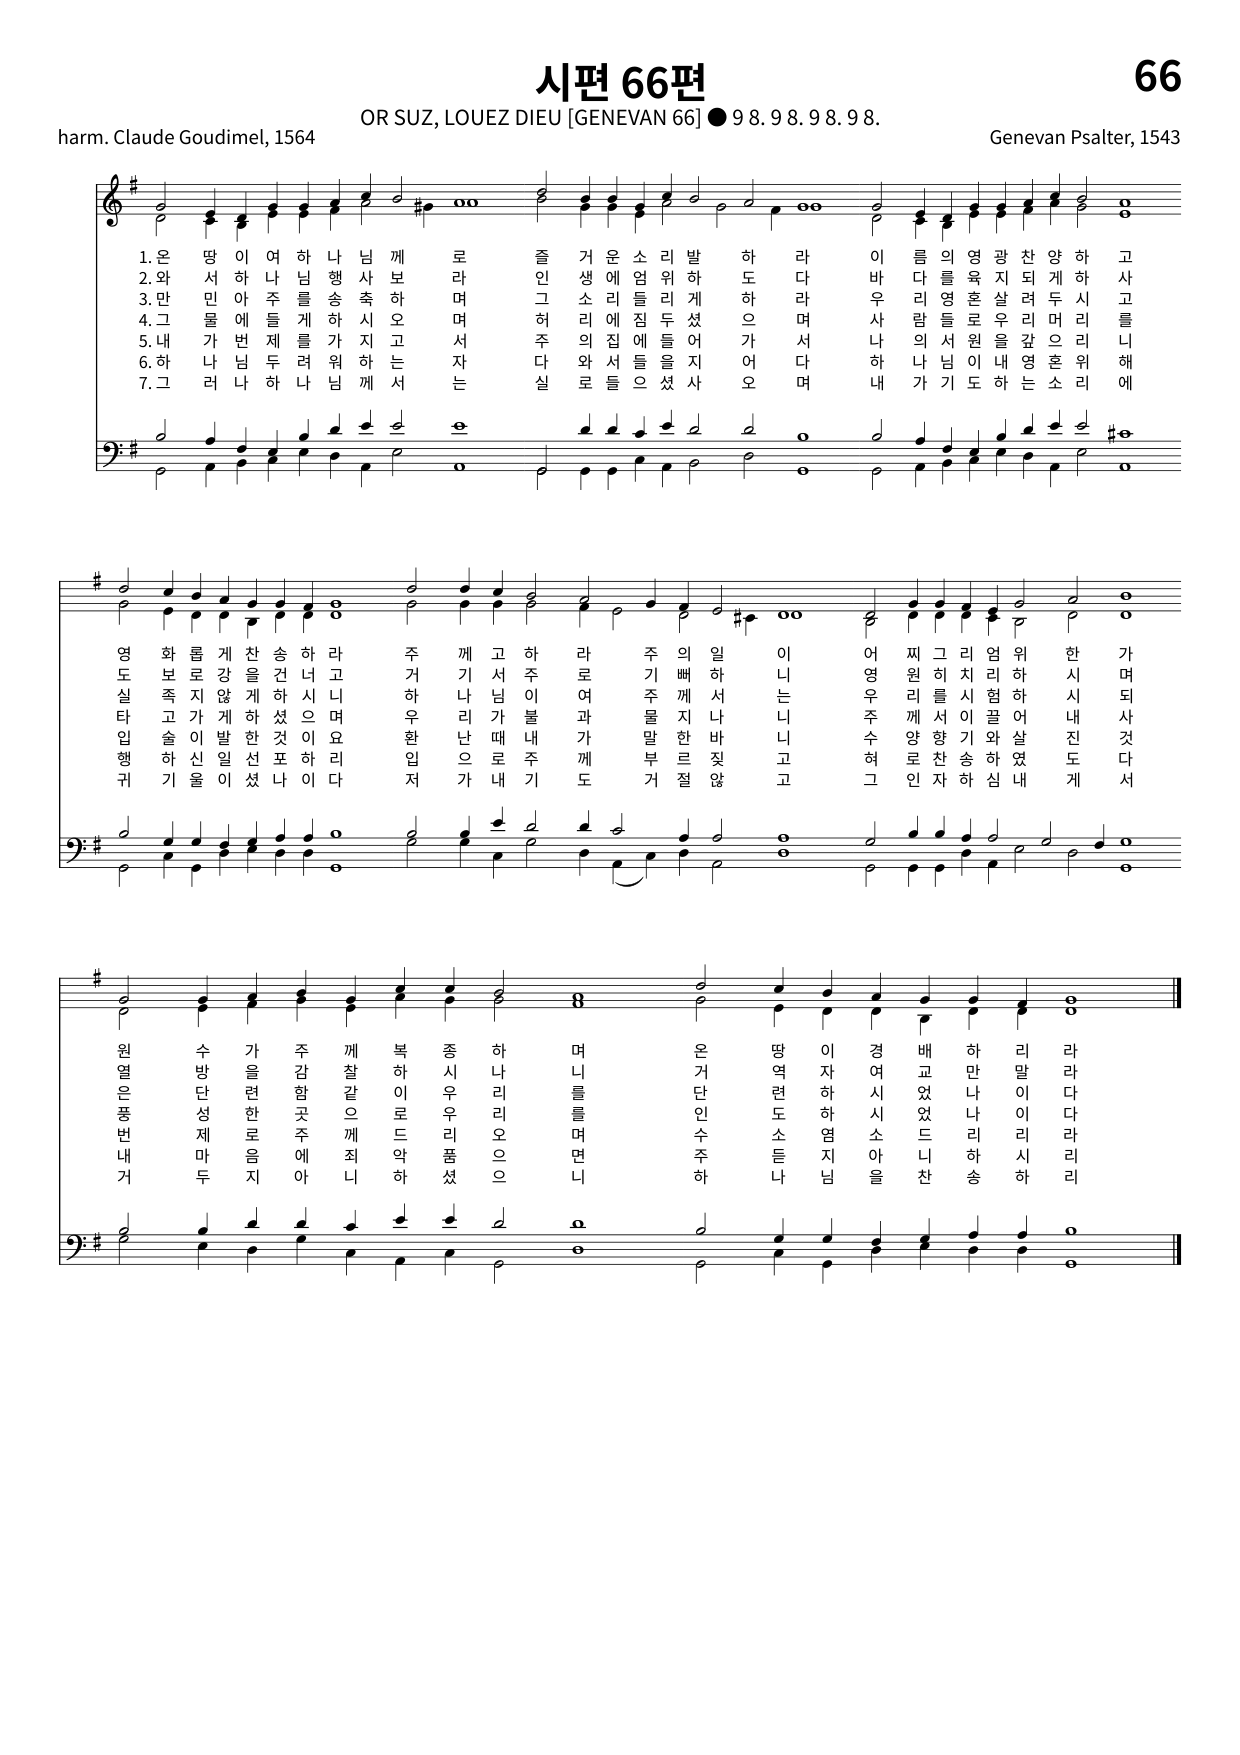 시편 66편
66
OR SUZ, LOUEZ DIEU [GENEVAN 66] ● 9 8. 9 8. 9 8. 9 8.
harm. Claude Goudimel, 1564
Genevan Psalter, 1543
1. 온 땅 이 여 하 나 님 께 로 즐 거 운 소 리 발 하 라 이 름 의 영 광 찬 양 하 고
2. 와 서 하 나 님 행 사 보 라 인 생 에 엄 위 하 도 다 바 다 를 육 지 되 게 하 사
3. 만 민 아 주 를 송 축 하 며 그 소 리 들 리 게 하 라 우 리 영 혼 살 려 두 시 고
4. 그 물 에 들 게 하 시 오 며 허 리 에 짐 두 셨 으 며 사 람 들 로 우 리 머 리 를
5. 내 가 번 제 를 가 지 고 서 주 의 집 에 들 어 가 서 나 의 서 원 을 갚 으 리 니
6. 하 나 님 두 려 워 하 는 자 다 와 서 들 을 지 어 다 하 나 님 이 내 영 혼 위 해
7. 그 러 나 하 나 님 께 서 는 실 로 들 으 셨 사 오 며 내 가 기 도 하 는 소 리 에
영 화 롭 게 찬 송 하 라 주 께 고 하 라 주 의 일 이 어 찌 그 리 엄 위 한 가
도 보 로 강 을 건 너 고 거 기 서 주 로 기 뻐 하 니 영 원 히 치 리 하 시 며
실 족 지 않 게 하 시 니 하 나 님 이 여 주 께 서 는 우 리 를 시 험 하 시 되
타 고 가 게 하 셨 으 며 우 리 가 불 과 물 지 나 니 주 께 서 이 끌 어 내 사
입 술 이 발 한 것 이 요 환 난 때 내 가 말 한 바 니 수 양 향 기 와 살 진 것
행 하 신 일 선 포 하 리 입 으 로 주 께 부 르 짖 고 혀 로 찬 송 하 였 도 다
귀 기 울 이 셨 나 이 다 저 가 내 기 도 거 절 않 고 그 인 자 하 심 내 게 서
원 수 가 주 께 복 종 하 며 온 땅 이 경 배 하 리 라
열 방 을 감 찰 하 시 나 니 거 역 자 여 교 만 말 라
은 단 련 함 같 이 우 리 를 단 련 하 시 었 나 이 다
풍 성 한 곳 으 로 우 리 를 인 도 하 시 었 나 이 다
번 제 로 주 께 드 리 오 며 수 소 염 소 드 리 리 라
내 마 음 에 죄 악 품 으 면 주 듣 지 아 니 하 시 리
거 두 지 아 니 하 셨 으 니 하 나 님 을 찬 송 하 리